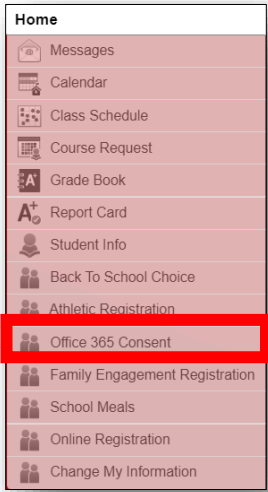 Home
Messages
Calendar
Class Schedule
Course Request
Grade Book
Report Card
Student Info
Back To School Choice
Athletic Registration
Office 365 Consent
Family Engagement Registration
School Meals
Online Registration
Change My Information